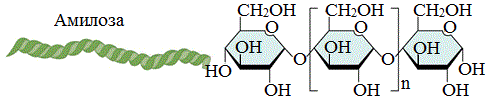 Амилоза
CH₂OH CH₂OH CH₂OH
O O O
OH OH OH
HO O O OH
OH OH n OH